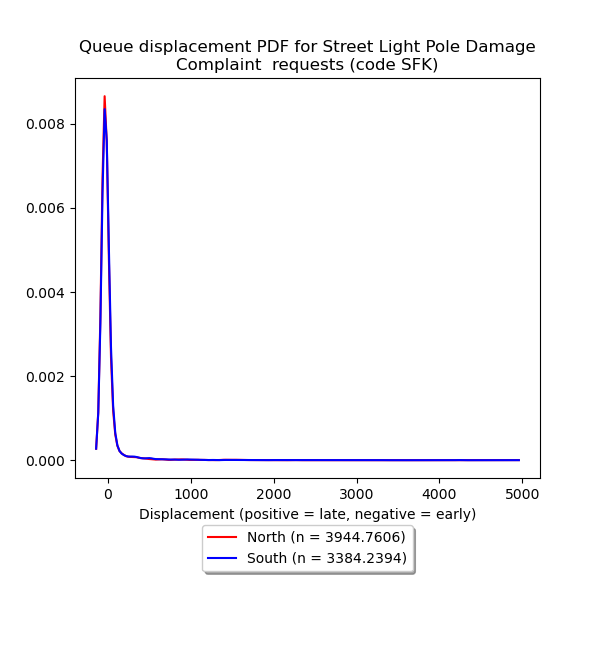 Queue displacement PDF for Street Light Pole Damage
Complaint  requests (code SFK)
0.008
0.006
0.004
0.002
0.000
0 1000 2000 3000 4000 5000
Displacement (positive = late, negative = early)
North (n = 3944.7606)
South (n = 3384.2394)